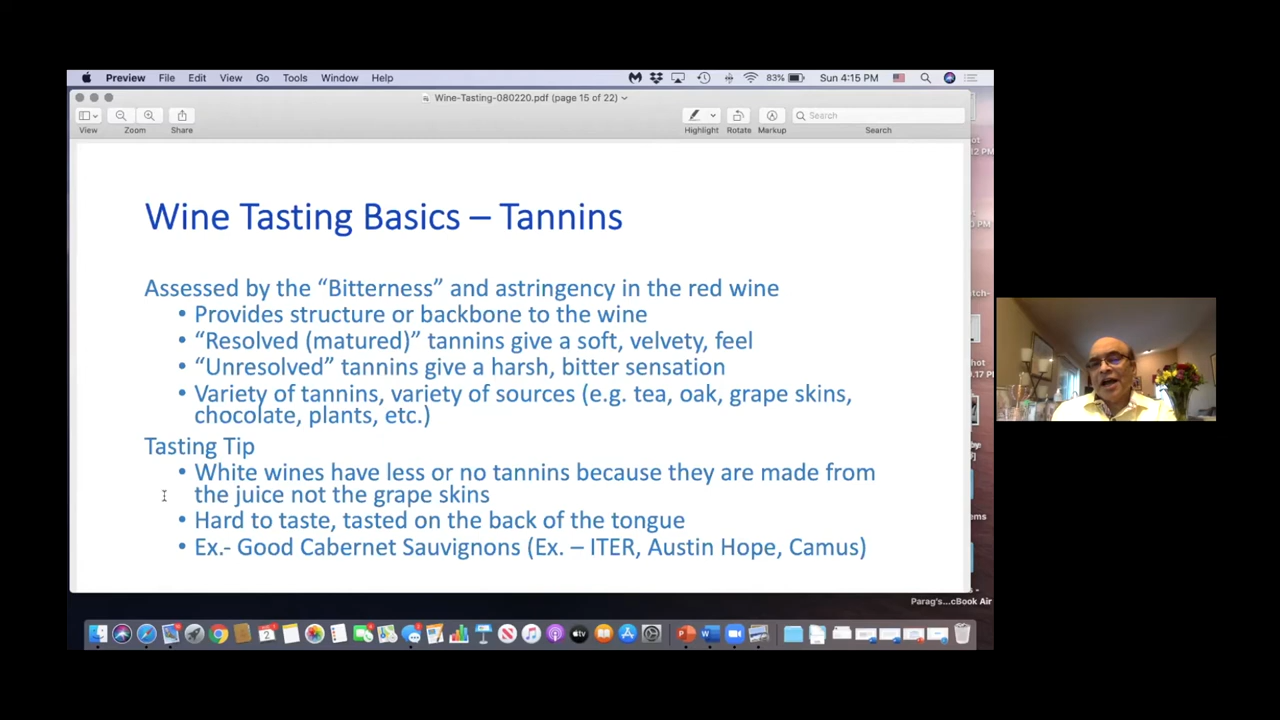 Preview File Edit View Go Tools Window Help 83% Sun 4:15 PM
Wine-Tasting-080220.pdf (page 15 of 22)
Search
View Zoom Share Highlight Rotate Markup Search
Wine Tasting Basics – Tannins
Assessed by the “Bitterness” and astringency in the red wine
• Provides structure or backbone to the wine
• “Resolved (matured)” tannins give a soft, velvety, feel
• “Unresolved” tannins give a harsh, bitter sensation
• Variety of tannins, variety of sources (e.g. tea, oak, grape skins,
chocolate, plants, etc.)
Tasting Tip
• White wines have less or no tannins because they are made from
the juice not the grape skins
• Hard to taste, tasted on the back of the tongue
• Ex.- Good Cabernet Sauvignons (Ex. – ITER, Austin Hope, Camus)
Parag's...cBook Air